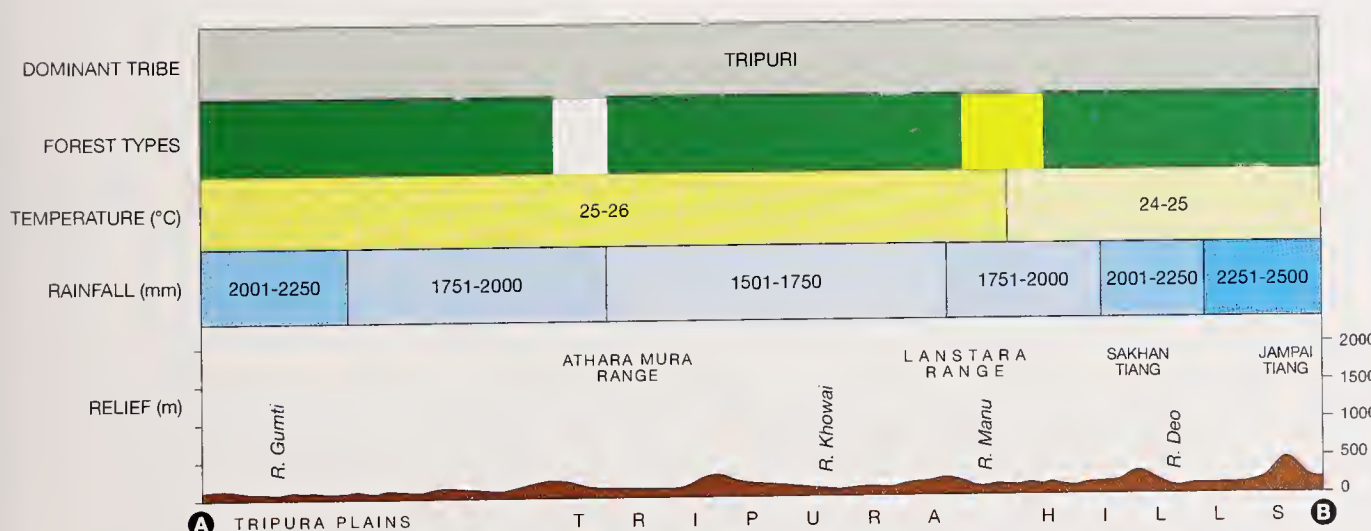 DOMINANT TRIBE
TRIPURI
FOREST TYPES
TEMPERATURE (°C)
25-26
24-25
RAINFALL (mm)
2001-2250
1751-2000
1501-1750
1751-2000
2001-2250
2251-2500
RELIEF (m)
ATHARA MURA
RANGE
LANSTARA
RANGE
SAKHAN
TIANG
JAMPAI
TIANG
2000
1500
1000
500
0
R. Gumti
R. Khowai
R. Manu
R. Deo
A TRIPURA PLAINS
TRIPURA HILLS B